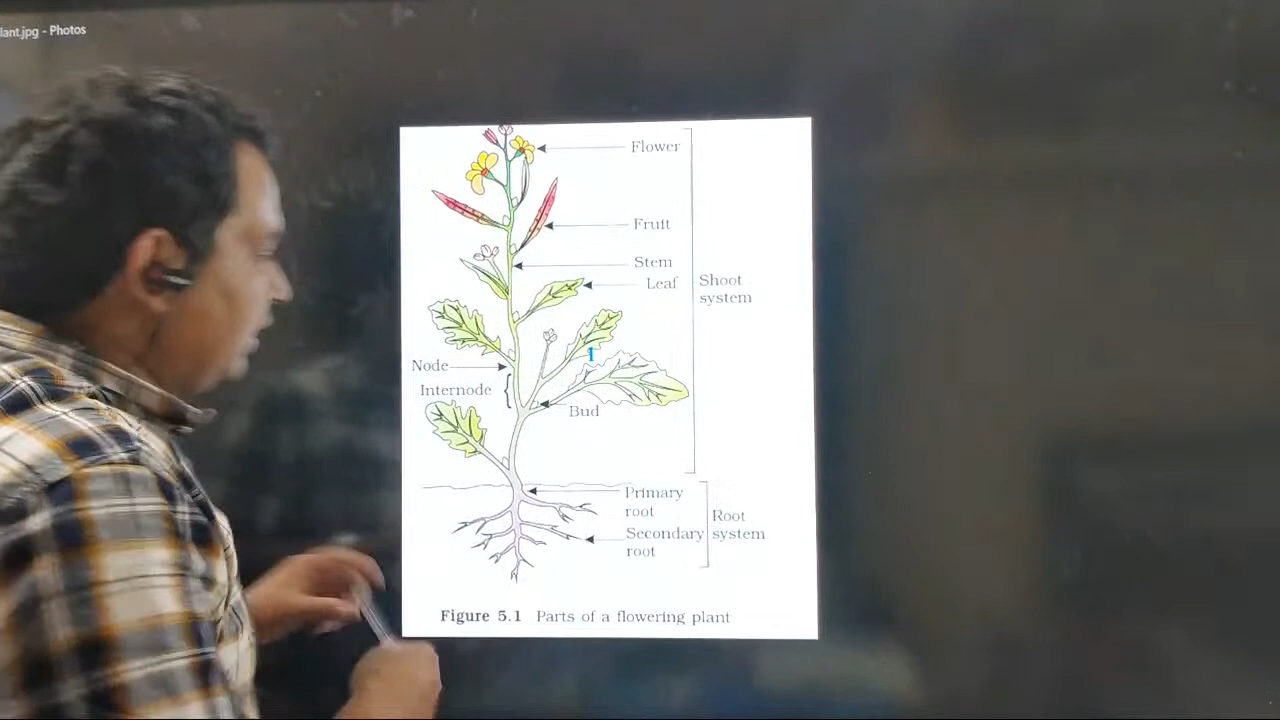 lant.jpg - Photos
Flower
Fruit
Stem
Leaf
Shoot
system
Node
Internode
Bud
Primary
root
Secondary
root
Root
system
Figure 5.1 Parts of a flowering plant